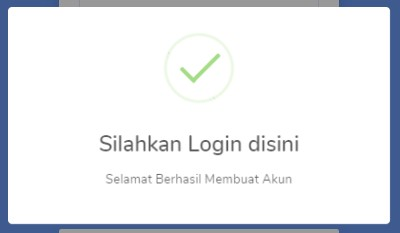 Silahkan Login disini
Selamat Berhasil Membuat Akun